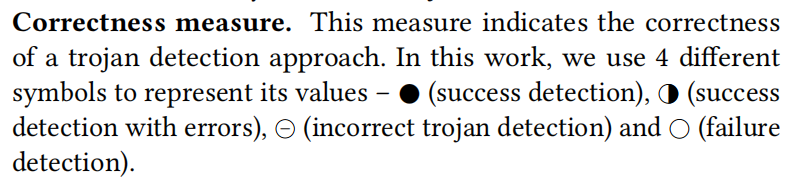 Correctness measure. This measure indicates the correctness
of a trojan detection approach. In this work, we use 4 different
symbols to represent its values – ● (success detection), ◑ (success
detection with errors), ⊖ (incorrect trojan detection) and ○ (failure
detection).